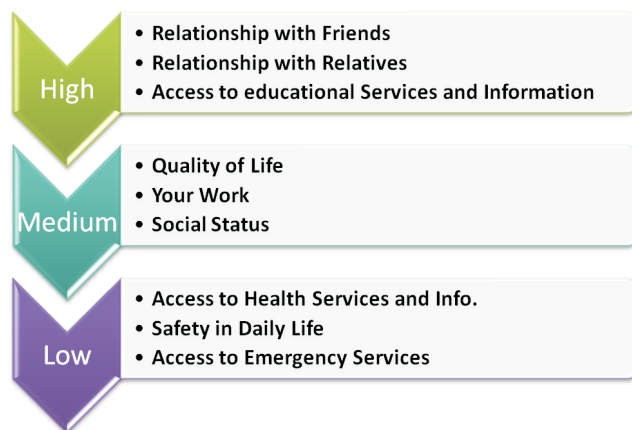 High
• Relationship with Friends
• Relationship with Relatives
• Access to educational Services and Information
Medium
• Quality of Life
• Your Work
• Social Status
Low
• Access to Health Services and Info.
• Safety in Daily Life
• Access to Emergency Services